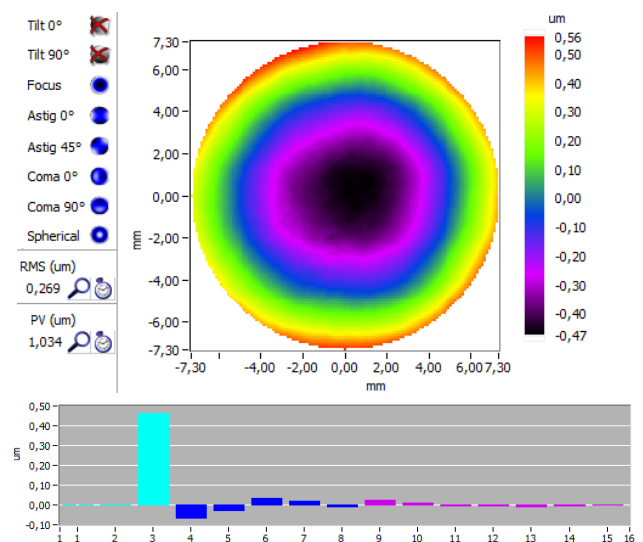 Tilt 0°
Tilt 90°
Focus
Astig 0°
Astig 45°
Coma 0°
Coma 90°
Spherical
RMS (um)
0,269
PV (um)
1,034
7,30
6,00
4,00
2,00
0,00
-2,00
-4,00
-6,00
-7,30
mm
-7,30 -4,00 -2,00 0,00 2,00 4,00 6,00 7,30
mm
um
0,56
0,50
0,40
0,30
0,20
0,10
0,00
-0,10
-0,20
-0,30
-0,40
-0,47
0,50
0,40
0,30
0,20
0,10
0,00
-0,10
um
1 1 2 3 4 5 6 7 8 9 10 11 12 13 14 15 16